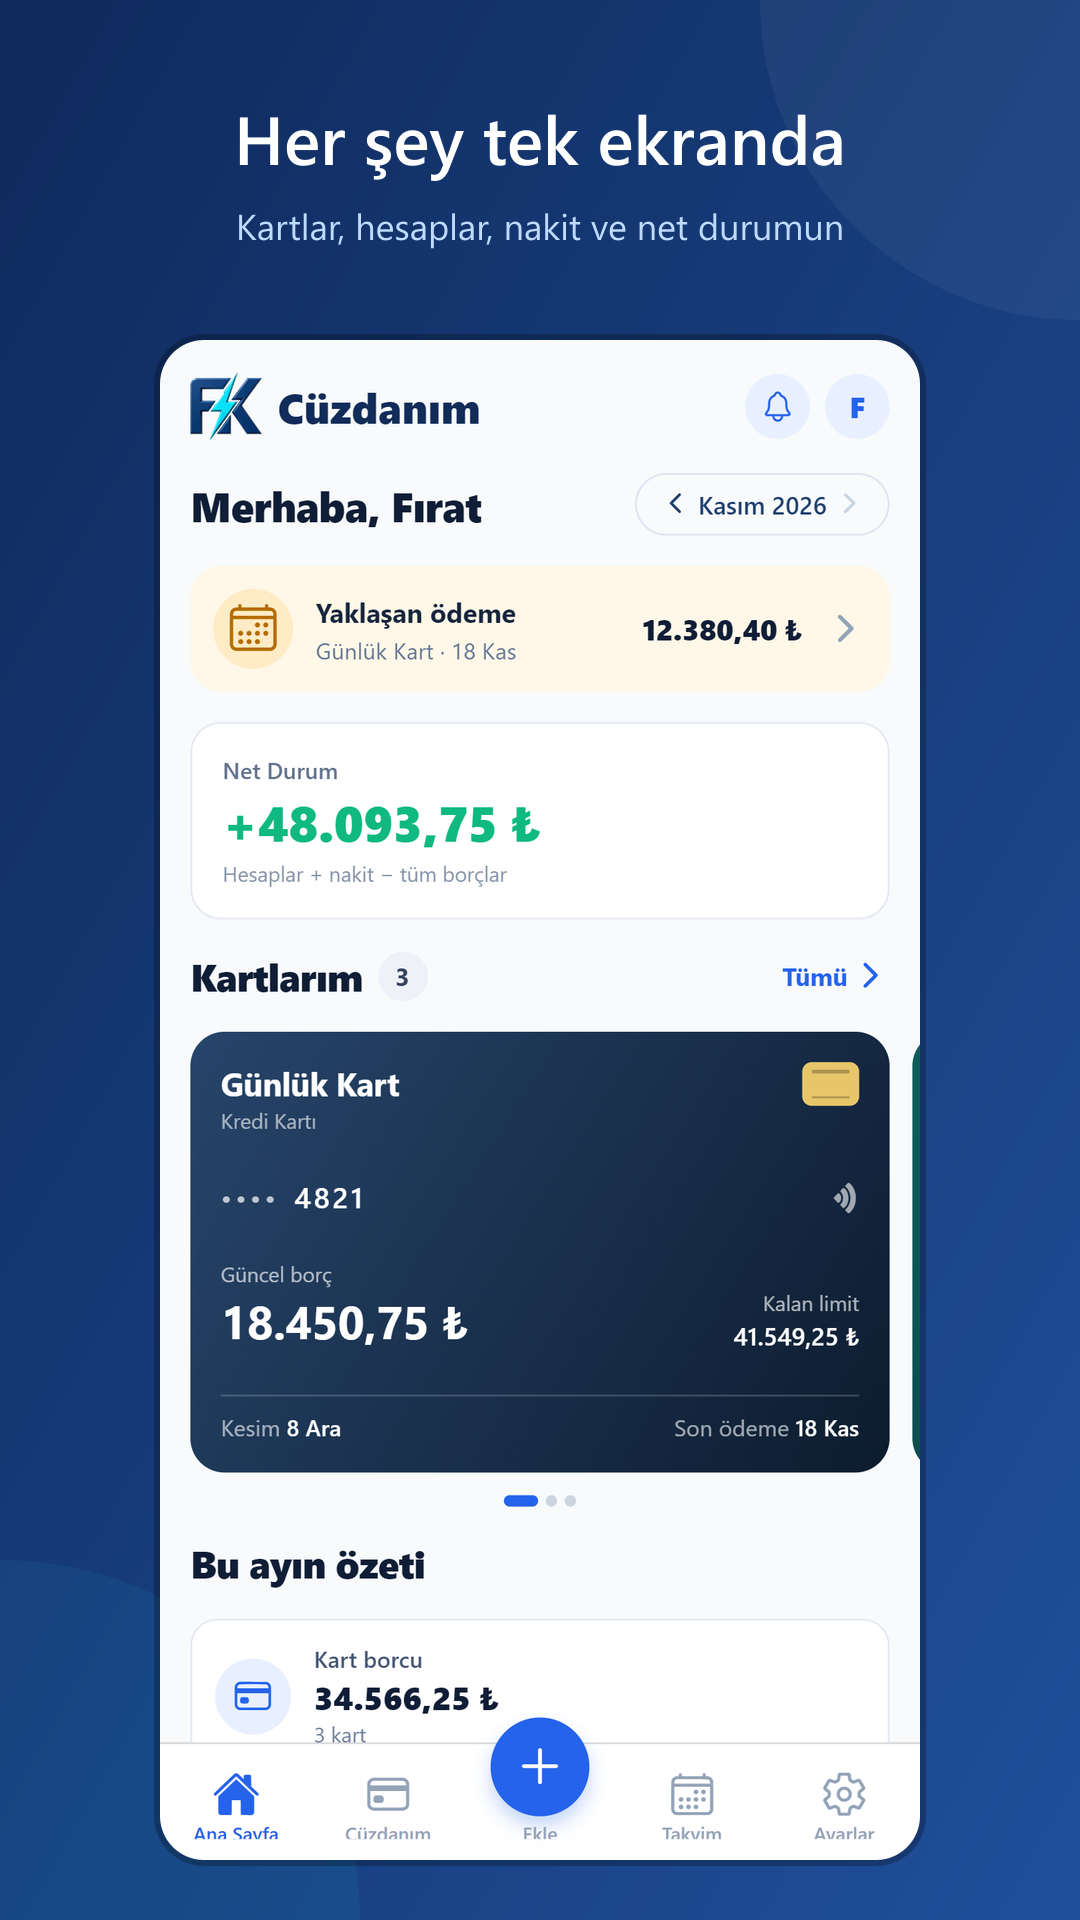 Her şey tek ekranda
Kartlar, hesaplar, nakit ve net durumun
FK Cüzdanım
F
Merhaba, Fırat
Kasım 2026
Yaklaşan ödeme
Günlük Kart · 18 Kas
12.380,40 ₺
Net Durum
+48.093,75 ₺
Hesaplar + nakit − tüm borçlar
Kartlarım 3
Tümü
Günlük Kart
Kredi Kartı
•••• 4821
Güncel borç
18.450,75 ₺
Kalan limit
41.549,25 ₺
Kesim 8 Ara
Son ödeme 18 Kas
Bu ayın özeti
Kart borcu
34.566,25 ₺
3 kart
Ana Sayfa
Cüzdanım
Ekle
Takvim
Ayarlar